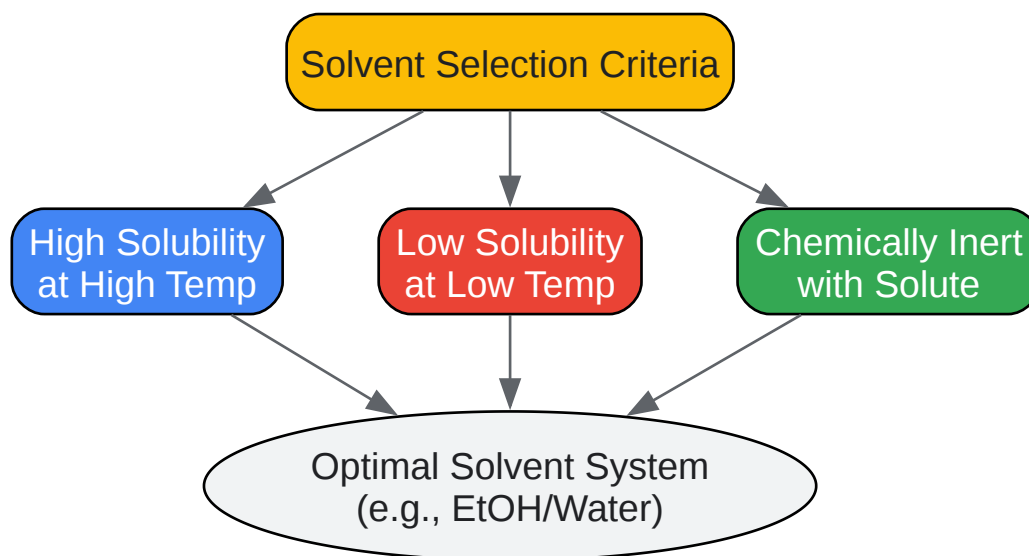 Solvent Selection Criteria
High Solubility
at High Temp
Low Solubility
at Low Temp
Chemically Inert
with Solute
Optimal Solvent System
(e.g., EtOH/Water)